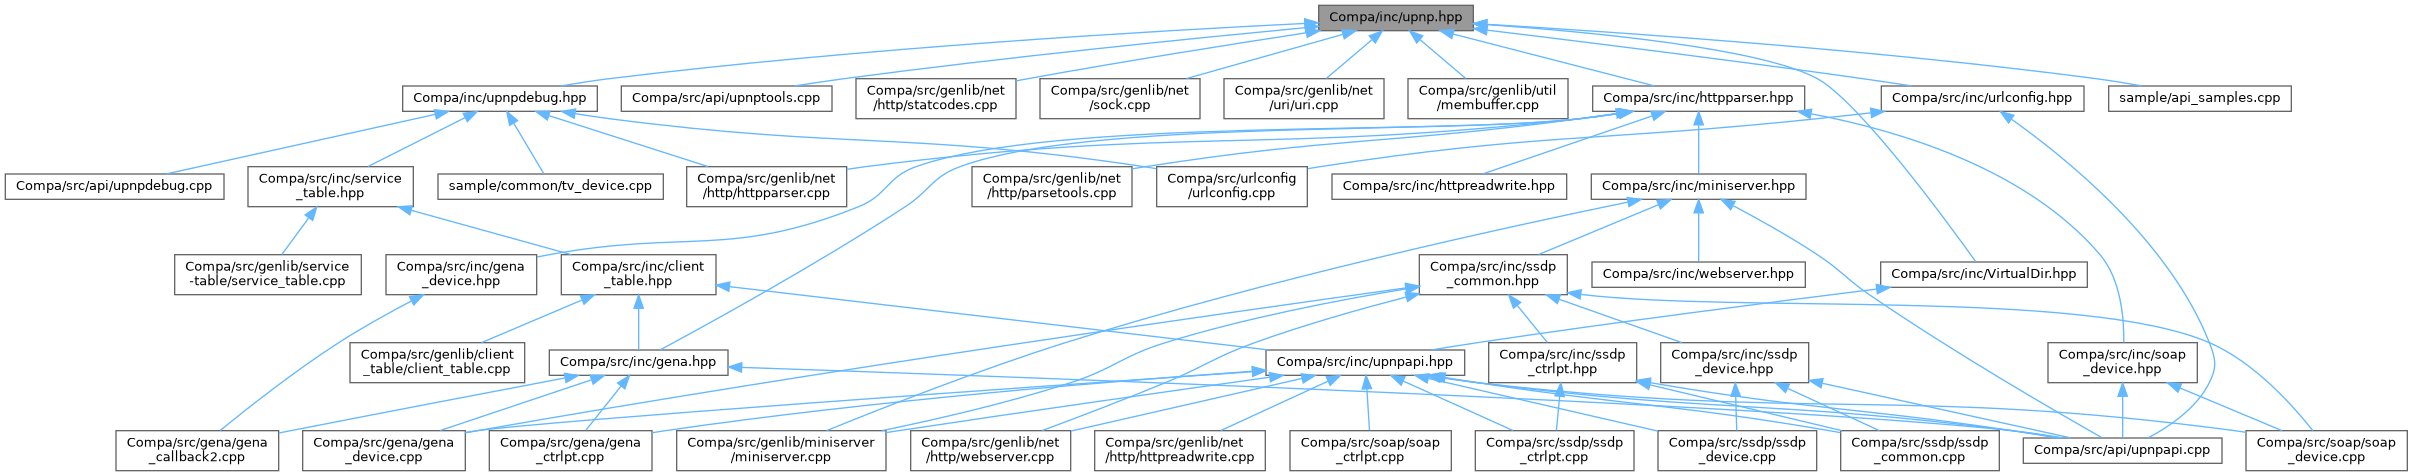 Compa/inc/upnp.hpp
Compa/inc/upnpdebug.hpp
Compa/src/api/upnptools.cpp
Compa/src/genlib/net
/http/statcodes.cpp
Compa/src/genlib/net
/sock.cpp
Compa/src/genlib/net
/uri/uri.cpp
Compa/src/genlib/util
/membuffer.cpp
Compa/src/inc/httpparser.hpp
Compa/src/inc/urlconfig.hpp
sample/api_samples.cpp
Compa/src/api/upnpdebug.cpp
Compa/src/inc/service
_table.hpp
sample/common/tv_device.cpp
Compa/src/genlib/net
/http/httpparser.cpp
Compa/src/genlib/net
/http/parsetools.cpp
Compa/src/urlconfig
/urlconfig.cpp
Compa/src/inc/httpreadwrite.hpp
Compa/src/inc/miniserver.hpp
Compa/src/genlib/service
-table/service_table.cpp
Compa/src/inc/gena
_device.hpp
Compa/src/inc/client
_table.hpp
Compa/src/inc/ssdp
_common.hpp
Compa/src/inc/webserver.hpp
Compa/src/inc/VirtualDir.hpp
Compa/src/genlib/client
_table/client_table.cpp
Compa/src/inc/gena.hpp
Compa/src/inc/upnpapi.hpp
Compa/src/inc/ssdp
_ctrlpt.hpp
Compa/src/inc/ssdp
_device.hpp
Compa/src/inc/soap
_device.hpp
Compa/src/gena/gena
_callback2.cpp
Compa/src/gena/gena
_device.cpp
Compa/src/gena/gena
_ctrlpt.cpp
Compa/src/genlib/miniserver
/miniserver.cpp
Compa/src/genlib/net
/http/webserver.cpp
Compa/src/genlib/net
/http/httpreadwrite.cpp
Compa/src/soap/soap
_ctrlpt.cpp
Compa/src/ssdp/ssdp
_ctrlpt.cpp
Compa/src/ssdp/ssdp
_device.cpp
Compa/src/ssdp/ssdp
_common.cpp
Compa/src/api/upnpapi.cpp
Compa/src/soap/soap
_device.cpp